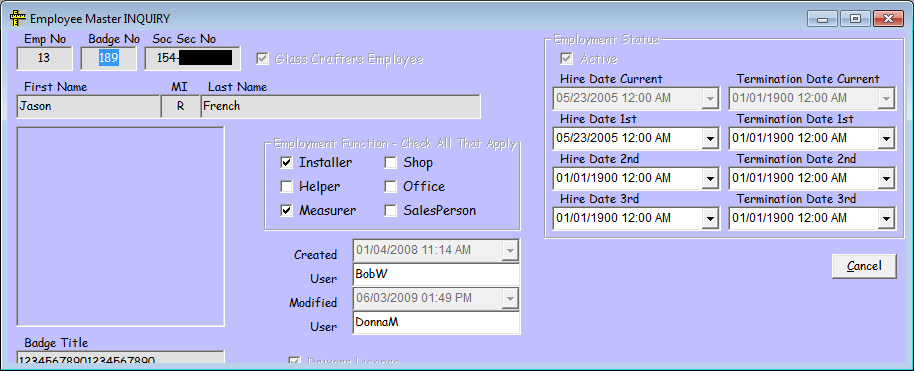 Employee Master INQUIRY
Emp No Badge No Soc Sec No
13 189 154-
Glass Crafters Employee
First Name MI Last Name
Jason R French
Employment Function - Check All That Apply
Installer Shop
Helper Office
Measurer SalesPerson
Created 01/04/2008 11:14 AM
User BobW
Modified 06/03/2009 01:49 PM
User DonnaM
Badge Title
12345678901234567890
Drivers License
Employment Status
Active
Hire Date Current Termination Date Current
05/23/2005 12:00 AM 01/01/1900 12:00 AM
Hire Date 1st Termination Date 1st
05/23/2005 12:00 AM 01/01/1900 12:00 AM
Hire Date 2nd Termination Date 2nd
01/01/1900 12:00 AM 01/01/1900 12:00 AM
Hire Date 3rd Termination Date 3rd
01/01/1900 12:00 AM 01/01/1900 12:00 AM
Cancel